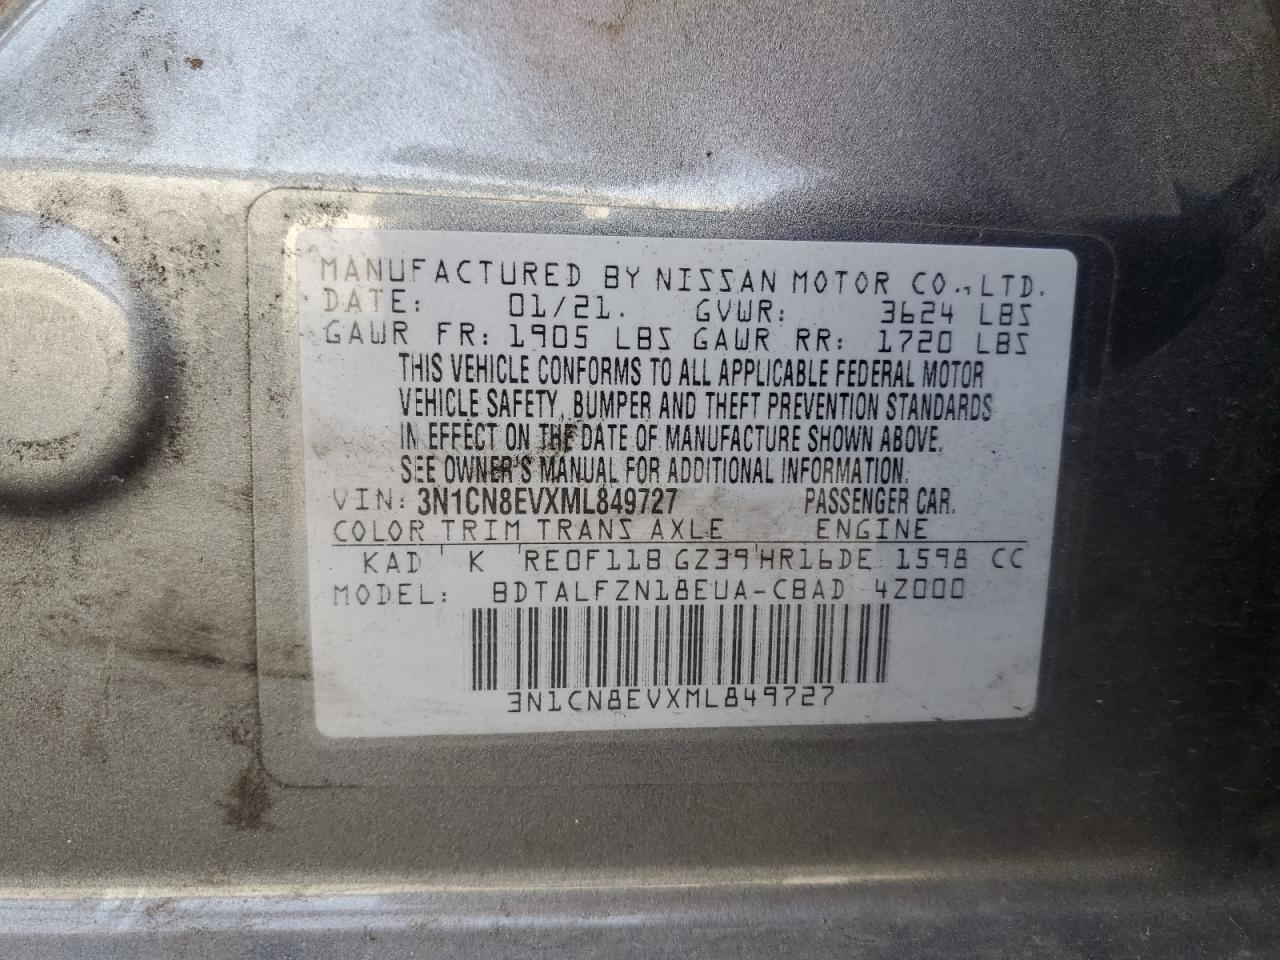 MANUFACTURED BY NISSAN MOTOR CO., LTD.
DATE: 01/21. GVWR: 3624 LBS
GAWR FR: 1905 LBS GAWR RR: 1720 LBS
THIS VEHICLE CONFORMS TO ALL APPLICABLE FEDERAL MOTOR
VEHICLE SAFETY, BUMPER AND THEFT PREVENTION STANDARDS
IN EFFECT ON THE DATE OF MANUFACTURE SHOWN ABOVE.
SEE OWNER'S MANUAL FOR ADDITIONAL INFORMATION.
VIN: 3N1CN8EVXML849727 PASSENGER CAR.
COLOR TRIM TRANS AXLE ENGINE
KAD ' K ' RE0F11B GZ39'HR16DE 1598 CC
MODEL: BDTALFZN18EUA-CBAD 4Z000
3N1CN8EVXML849727